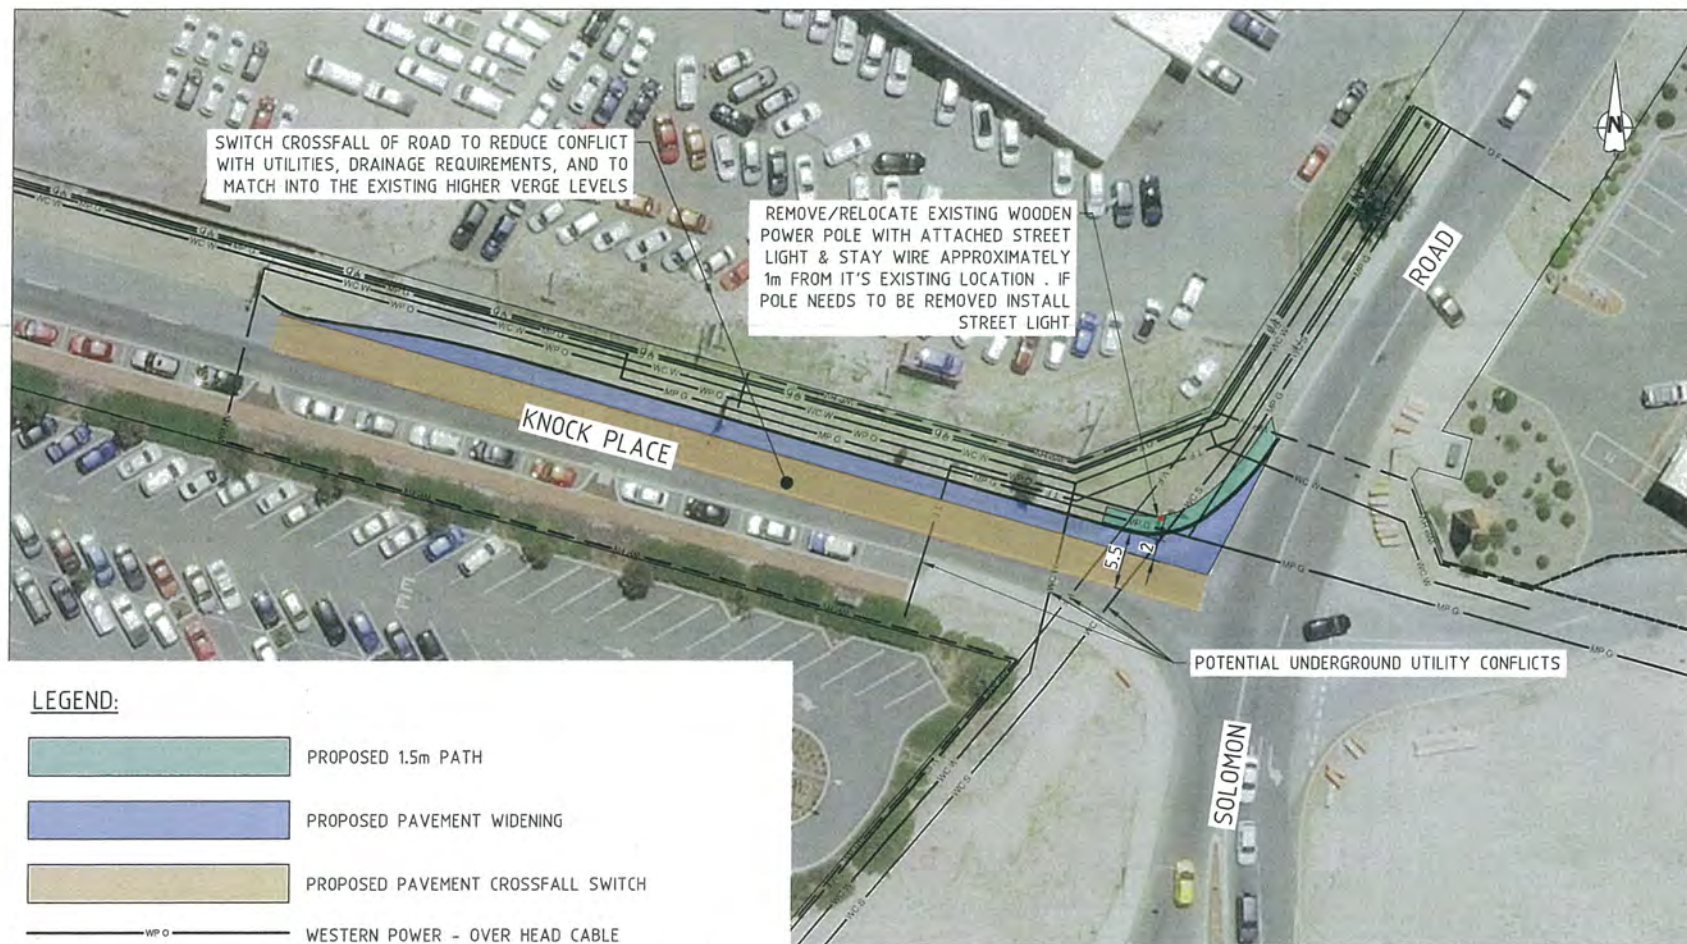 SWITCH CROSSFALL OF ROAD TO REDUCE CONFLICT
WITH UTILITIES, DRAINAGE REQUIREMENTS, AND TO
MATCH INTO THE EXISTING HIGHER VERGE LEVELS
REMOVE/RELOCATE EXISTING WOODEN
POWER POLE WITH ATTACHED STREET
LIGHT & STAY WIRE APPROXIMATELY
1m FROM IT'S EXISTING LOCATION . IF
POLE NEEDS TO BE REMOVED INSTALL
STREET LIGHT
N
ROAD
KNOCK PLACE
5.5
2
POTENTIAL UNDERGROUND UTILITY CONFLICTS
SOLOMON
LEGEND:
PROPOSED 1.5m PATH
PROPOSED PAVEMENT WIDENING
PROPOSED PAVEMENT CROSSFALL SWITCH
WP O
WESTERN POWER - OVER HEAD CABLE